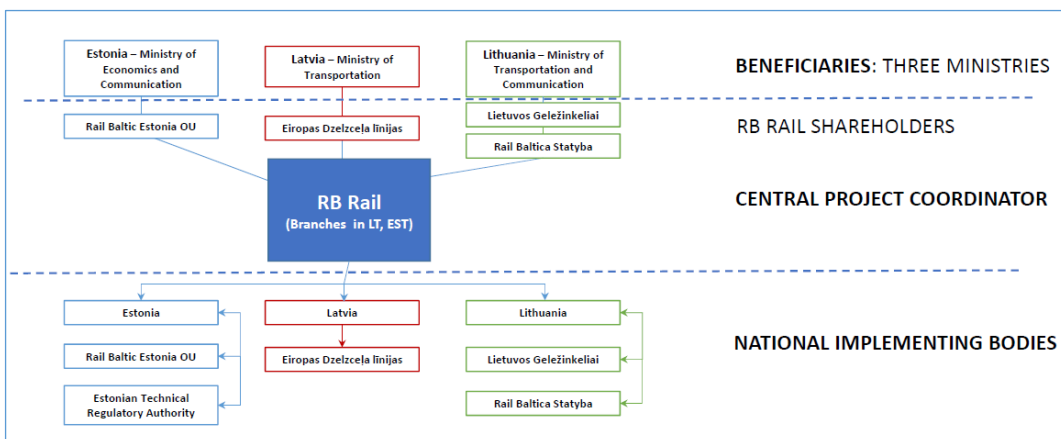 Estonia – Ministry of
Economics and
Communication
Latvia – Ministry of
Transportation
Lithuania – Ministry of
Transportation and
Communication
BENEFICIARIES: THREE MINISTRIES
Rail Baltic Estonia OU
Eiropas Dzelzceļa līnijas
Lietuvos Geležinkeliai
Rail Baltica Statyba
RB RAIL SHAREHOLDERS
RB Rail
(Branches in LT, EST)
CENTRAL PROJECT COORDINATOR
Estonia
Latvia
Lithuania
Rail Baltic Estonia OU
Eiropas Dzelzceļa līnijas
Lietuvos Geležinkeliai
NATIONAL IMPLEMENTING BODIES
Estonian Technical
Regulatory Authority
Rail Baltica Statyba